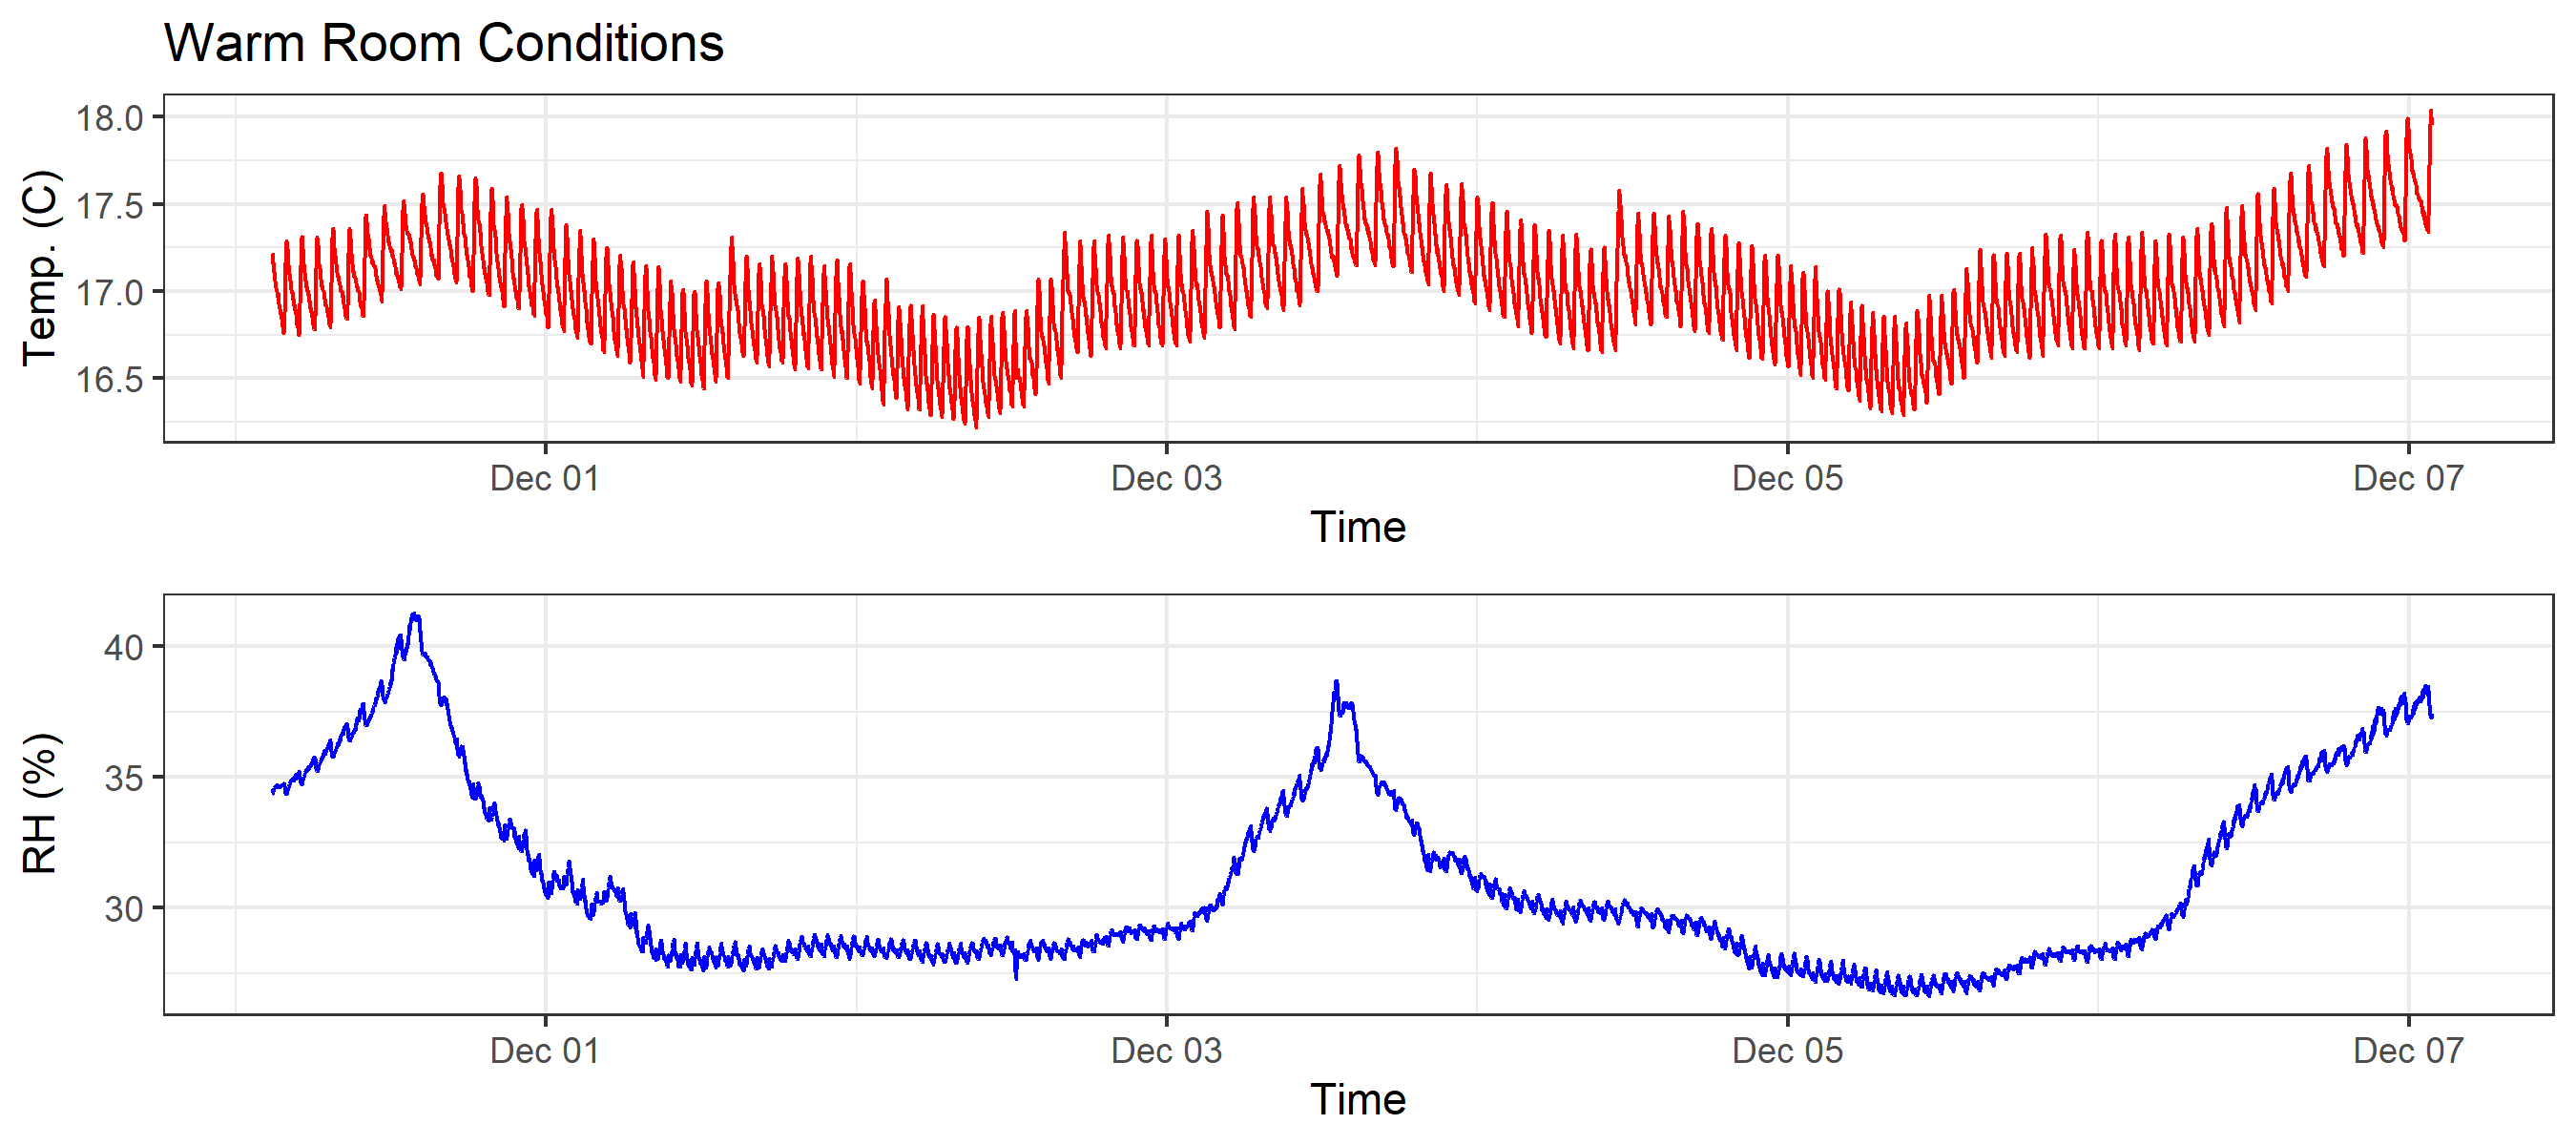 Warm Room Conditions
18.0
17.5
17.0
16.5
Temp. (C)
Dec 01 Dec 03 Dec 05 Dec 07
Time
40
35
30
RH (%)
Dec 01 Dec 03 Dec 05 Dec 07
Time